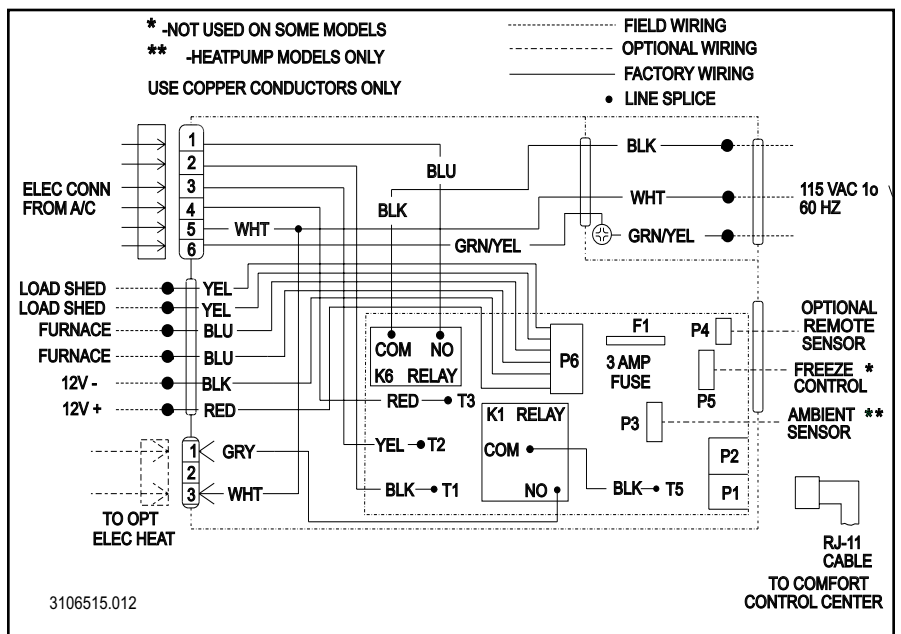 * -NOT USED ON SOME MODELS
** -HEATPUMP MODELS ONLY
USE COPPER CONDUCTORS ONLY
FIELD WIRING
OPTIONAL WIRING
FACTORY WIRING
LINE SPLICE
ELEC CONN
FROM A/C
1
2
3
4
5
6
WHT
BLU
BLK
BLK
WHT
GRN/YEL
GRN/YEL
115 VAC 1o
60 HZ
LOAD SHED
YEL
LOAD SHED
YEL
FURNACE
BLU
FURNACE
BLU
12V -
BLK
12V +
RED
COM NO
K6 RELAY
P6
F1
3 AMP
FUSE
P4
P5
P3
OPTIONAL
REMOTE
SENSOR
FREEZE *
CONTROL
AMBIENT **
SENSOR
RED
T3
YEL
T2
BLK
T1
K1 RELAY
COM
NO
BLK
T5
P2
P1
1
2
3
GRY
WHT
TO OPT
ELEC HEAT
RJ-11
CABLE
TO COMFORT
CONTROL CENTER
3106515.012